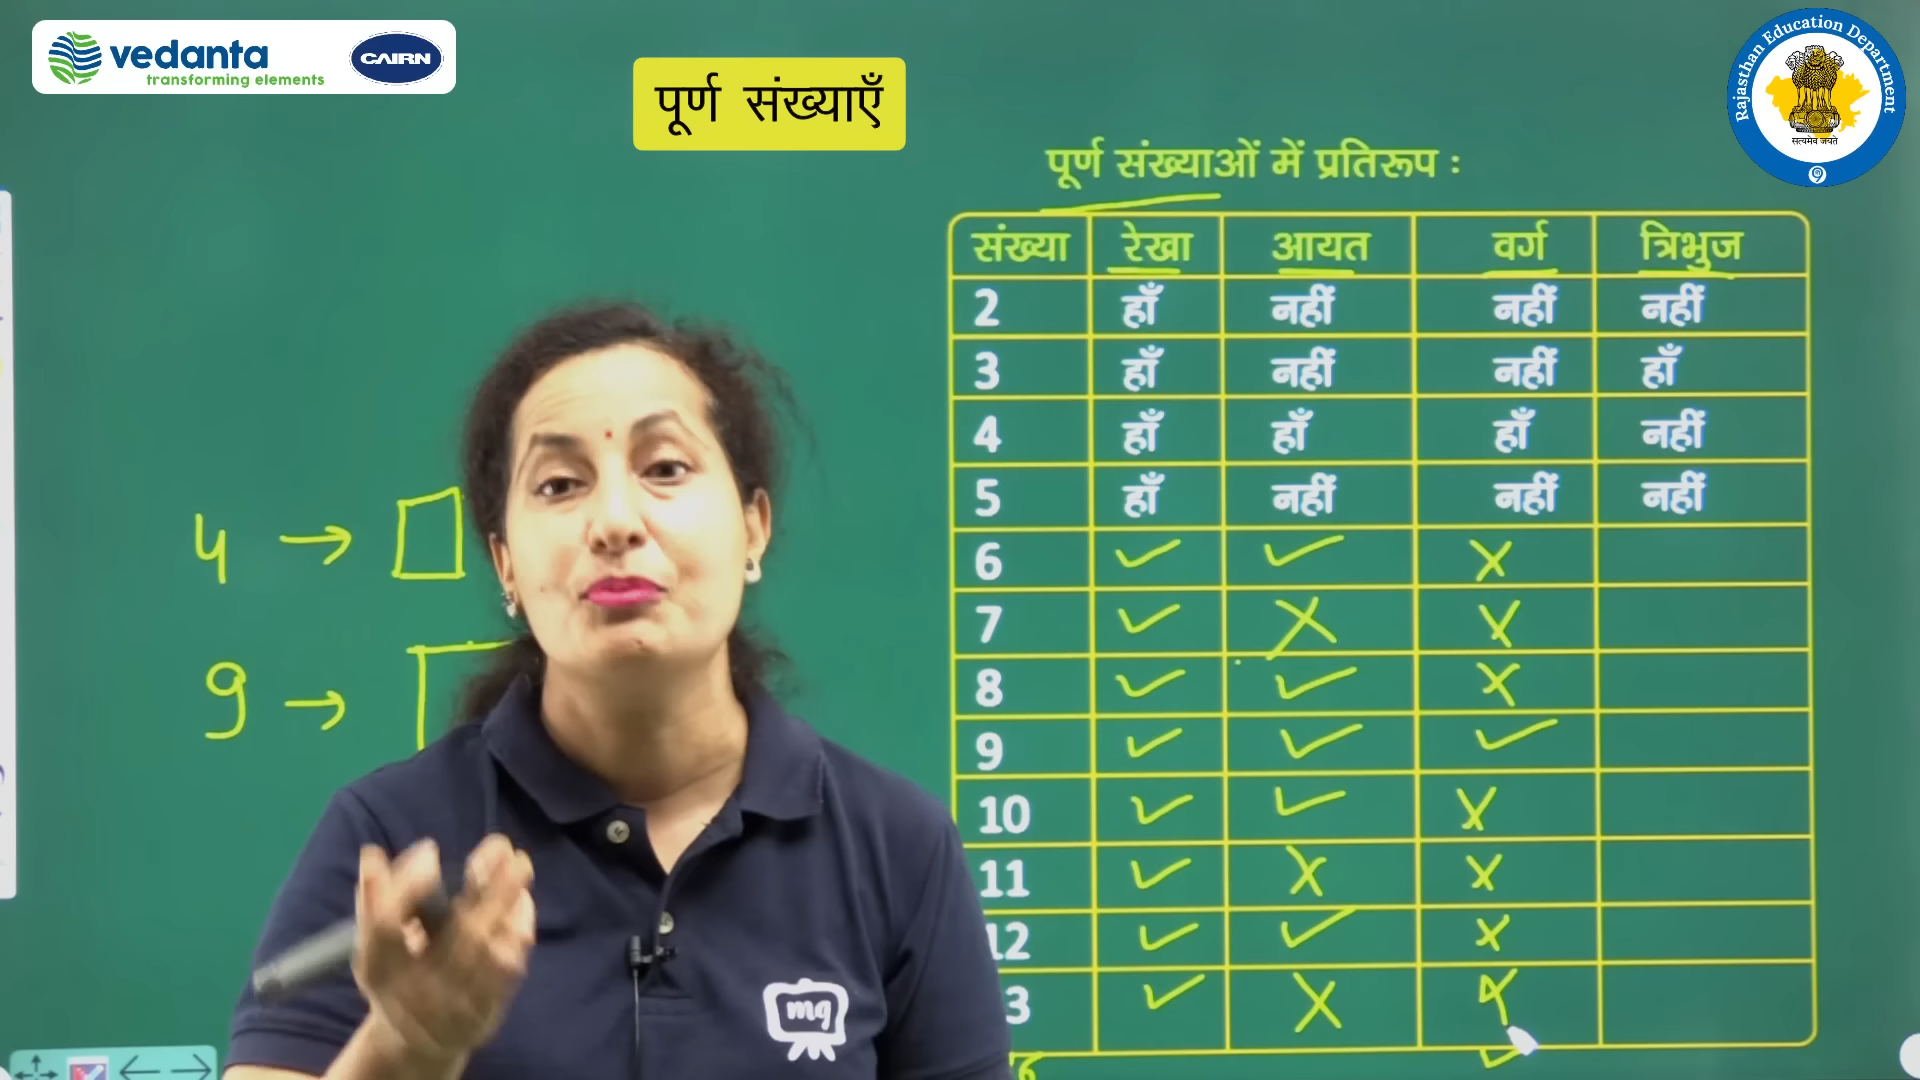 vedanta
transforming elements
CAIRN
पूर्ण संख्याएँ
Rajasthan Education Department
सत्यमेव जयते
पूर्ण संख्याओं में प्रतिरूप :
संख्या रेखा आयत वर्ग त्रिभुज
2 हाँ नहीं नहीं नहीं
3 हाँ नहीं नहीं हाँ
4 हाँ हाँ हाँ नहीं
5 हाँ नहीं नहीं नहीं
6 ✓ ✓ ✗
7 ✓ ✗ ✗
8 ✓ ✓ ✗
9 ✓ ✓ ✓
10 ✓ ✓ ✗
11 ✓ ✗ ✗
12 ✓ ✓ ✗
3 ✓ ✗ ✗
4 →
9 →
mg